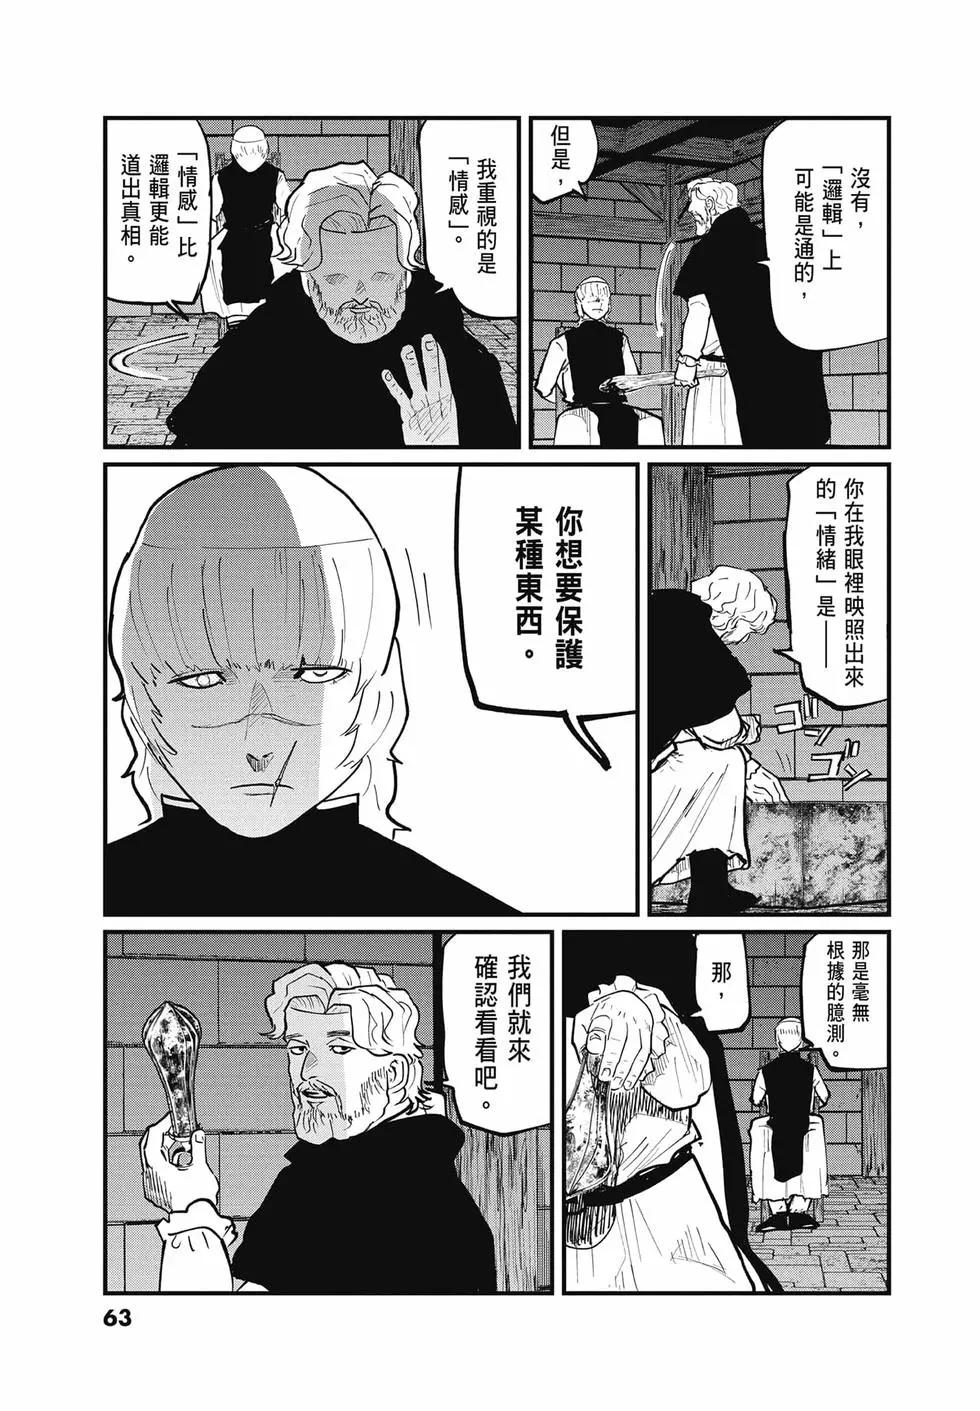 沒有，
「邏輯」上
可能是通的，
但是，
我重視的是
「情感」。
「情感」比
邏輯更能
道出真相。
你在我眼裡映照出來
的「情緒」是——
ゴソ
ゴソ
你想要保護
某種東西。
那是毫無
根據的臆測。
那，
我們就來
確認看看吧。
63